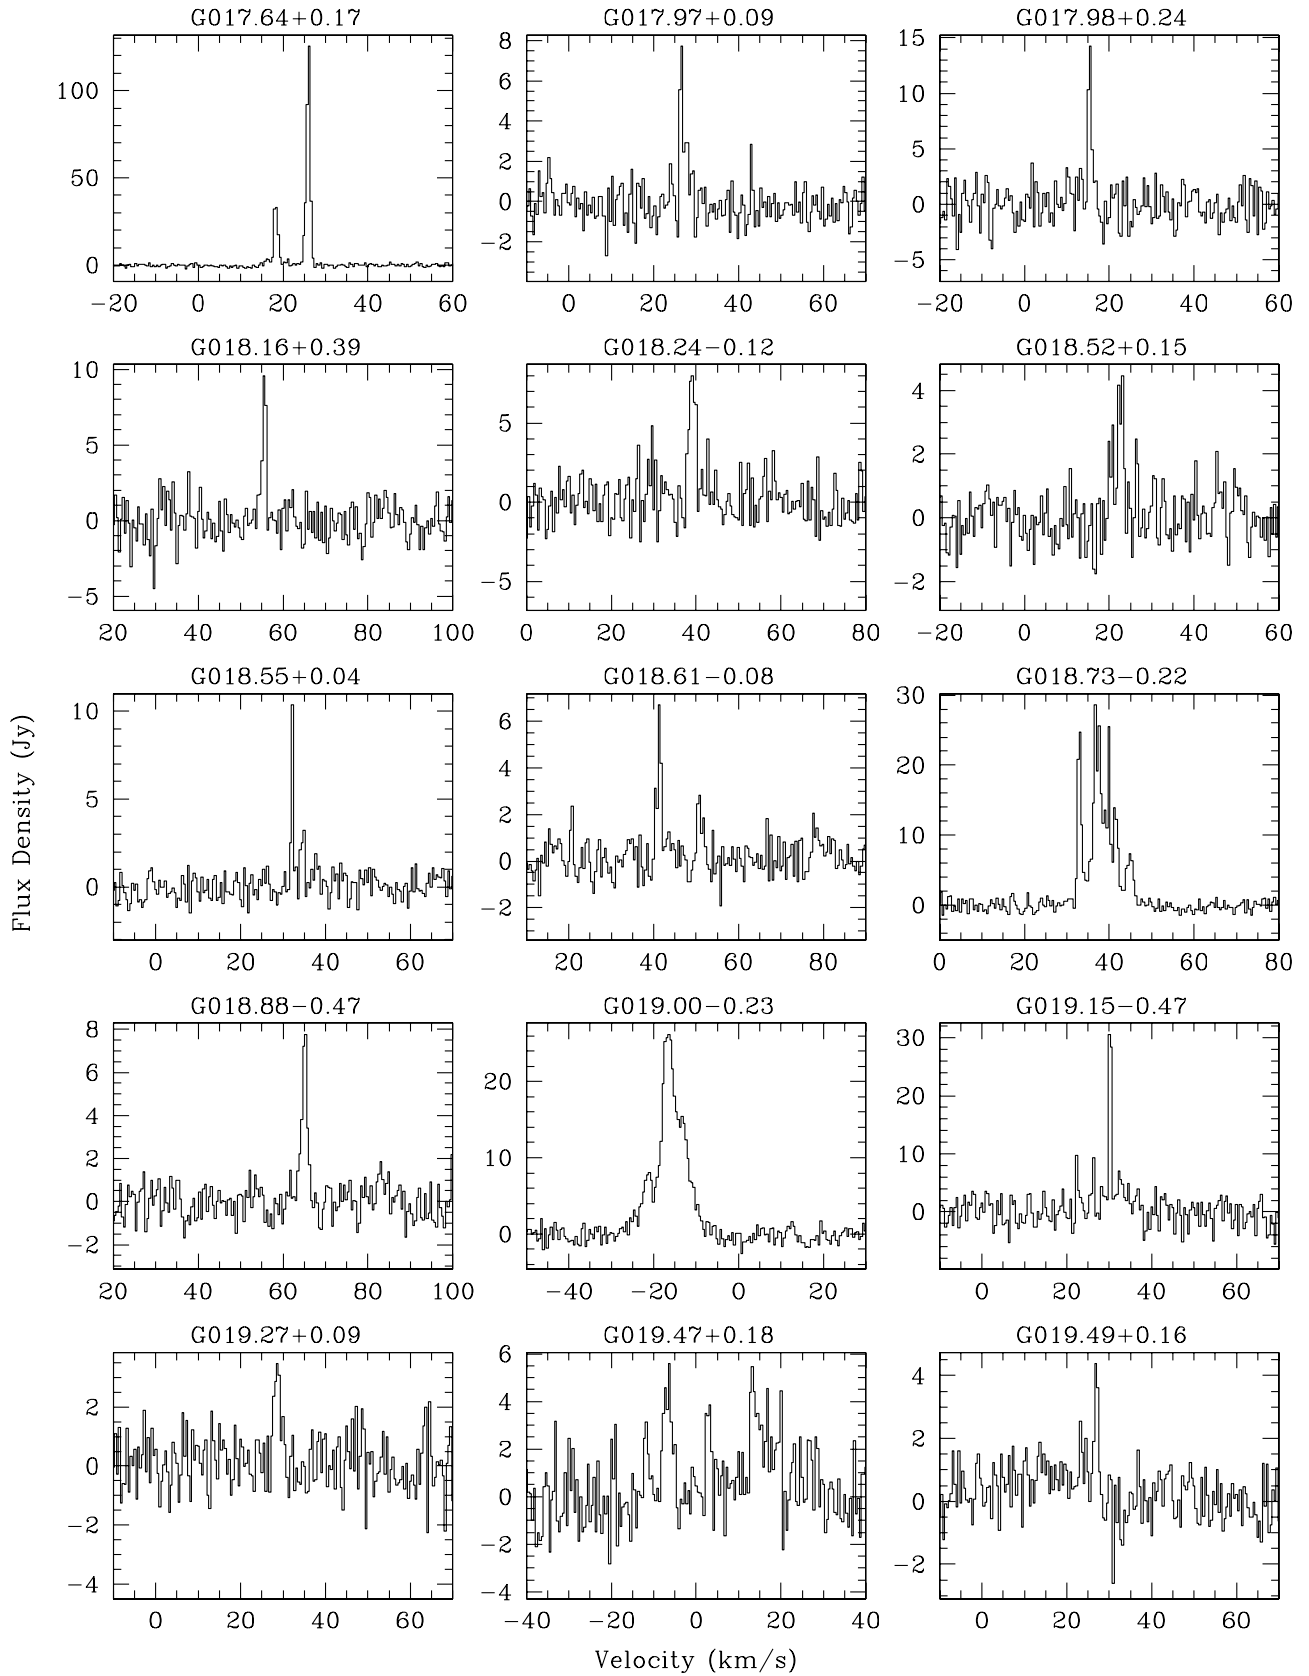 G017.64+0.17 G017.97+0.09 G017.98+0.24
100 50 0 8 6 4 2 0 −2 15 10 5 0 −5
−20 0 20 40 60 0 20 40 60 −20 0 20 40 60
G018.16+0.39 G018.24−0.12 G018.52+0.15
10 5 0 −5 5 0 −5 4 2 0 −2
20 40 60 80 100 0 20 40 60 80 −20 0 20 40 60
G018.55+0.04 G018.61−0.08 G018.73−0.22
10 5 0 6 4 2 0 −2 30 20 10 0
0 20 40 60 20 40 60 80 0 20 40 60 80
G018.88−0.47 G019.00−0.23 G019.15−0.47
8 6 4 2 0 −2 20 10 0 30 20 10 0
20 40 60 80 100 −40 −20 0 20 0 20 40 60
G019.27+0.09 G019.47+0.18 G019.49+0.16
2 0 −2 −4 6 4 2 0 −2 −4 4 2 0 −2
0 20 40 60 −40 −20 0 20 40 0 20 40 60
Flux Density (Jy)
Velocity (km/s)